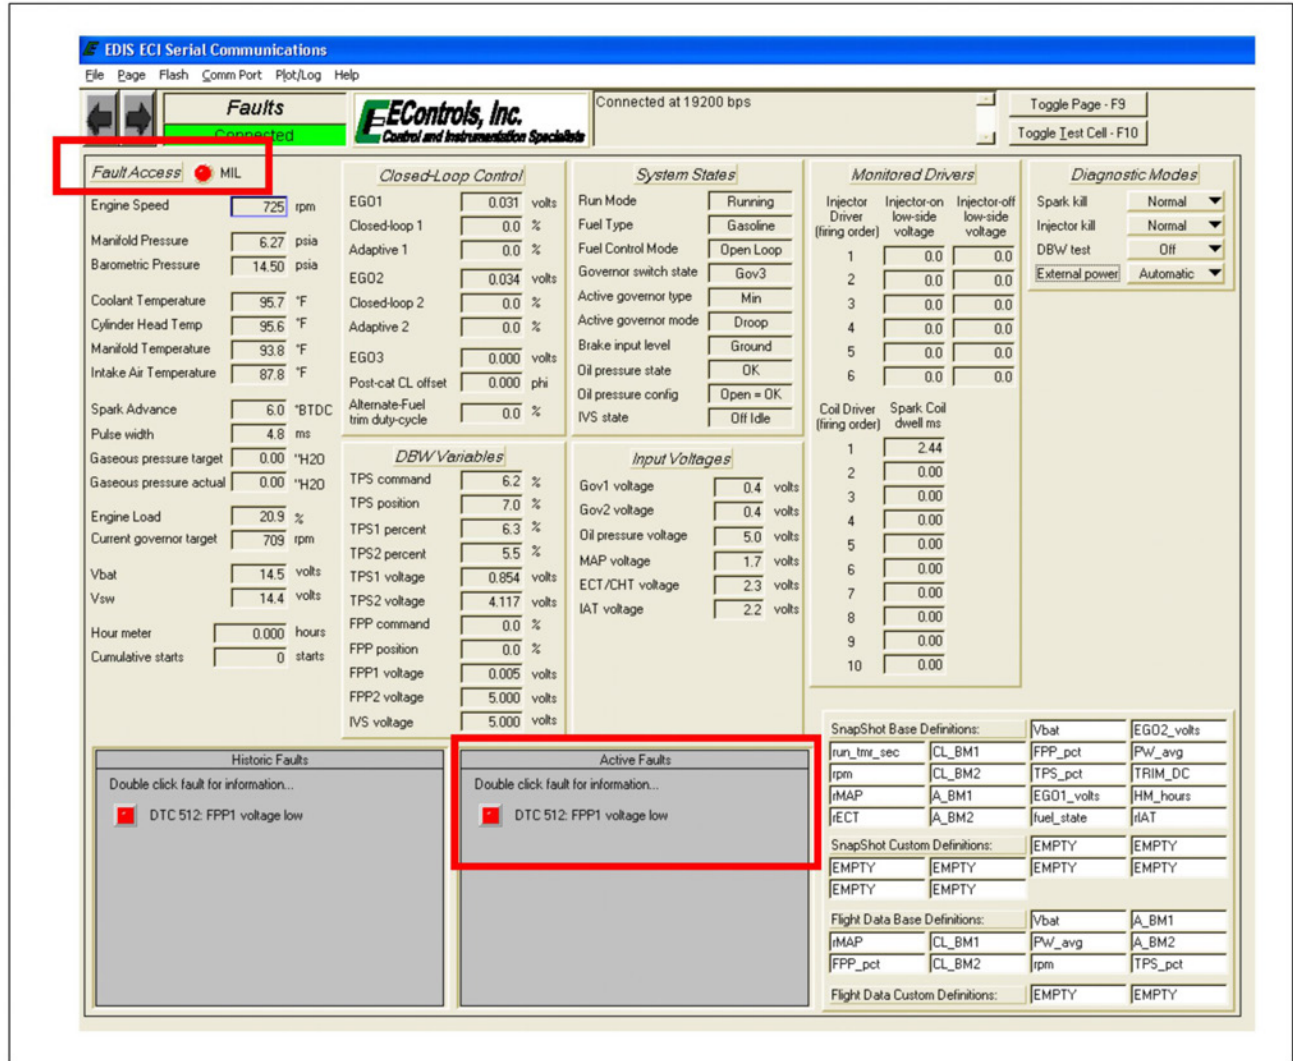 EDIS ECI Serial Communications
File Page Flash Comm Port Plot/Log Help
Faults
Connected
EControls, Inc.
Control and Instrumentation Specialists
Connected at 19200 bps
Toggle Page - F9
Toggle Test Cell - F10
Fault Access MIL
Engine Speed 725 rpm
Manifold Pressure 6.27 psia
Barometric Pressure 14.50 psia
Coolant Temperature 95.7 °F
Cylinder Head Temp 95.6 °F
Manifold Temperature 93.8 °F
Intake Air Temperature 87.8 °F
Spark Advance 6.0 °BTDC
Pulse width 4.8 ms
Gaseous pressure target 0.00 "H2O
Gaseous pressure actual 0.00 "H2O
Engine Load 20.9 %
Current governor target 709 rpm
Vbat 14.5 volts
Vsw 14.4 volts
Hour meter 0.000 hours
Cumulative starts 0 starts
Closed-Loop Control
EGO1 0.031 volts
Closed-loop 1 0.0 %
Adaptive 1 0.0 %
EGO2 0.034 volts
Closed-loop 2 0.0 %
Adaptive 2 0.0 %
EGO3 0.000 volts
Post-cat CL offset 0.000 phi
Alternate-Fuel
trim duty-cycle 0.0 %
DBW Variables
TPS command 6.2 %
TPS position 7.0 %
TPS1 percent 6.3 %
TPS2 percent 5.5 %
TPS1 voltage 0.854 volts
TPS2 voltage 4.117 volts
FPP command 0.0 %
FPP position 0.0 %
FPP1 voltage 0.005 volts
FPP2 voltage 5.000 volts
IVS voltage 5.000 volts
System States
Run Mode Running
Fuel Type Gasoline
Fuel Control Mode Open Loop
Governor switch state Gov3
Active governor type Min
Active governor mode Droop
Brake input level Ground
Oil pressure state OK
Oil pressure config Open = OK
IVS state Off Idle
Input Voltages
Gov1 voltage 0.4 volts
Gov2 voltage 0.4 volts
Oil pressure voltage 5.0 volts
MAP voltage 1.7 volts
ECT/CHT voltage 2.3 volts
IAT voltage 2.2 volts
Monitored Drivers
Injector Injector-on Injector-off
Driver low-side low-side
(firing order) voltage voltage
1 0.0 0.0
2 0.0 0.0
3 0.0 0.0
4 0.0 0.0
5 0.0 0.0
6 0.0 0.0
Coil Driver Spark Coil
(firing order) dwell ms
1 2.44
2 0.00
3 0.00
4 0.00
5 0.00
6 0.00
7 0.00
8 0.00
9 0.00
10 0.00
Diagnostic Modes
Spark kill Normal
Injector kill Normal
DBW test Off
External power Automatic
Historic Faults
Double click fault for information...
DTC 512: FPP1 voltage low
Active Faults
Double click fault for information...
DTC 512: FPP1 voltage low
SnapShot Base Definitions: Vbat EGO2_volts
run_tmr_sec CL_BM1 FPP_pct PW_avg
rpm CL_BM2 TPS_pct TRIM_DC
rMAP A_BM1 EGO1_volts HM_hours
rECT A_BM2 fuel_state rIAT
SnapShot Custom Definitions: EMPTY EMPTY
EMPTY EMPTY EMPTY EMPTY
EMPTY EMPTY
Flight Data Base Definitions: Vbat A_BM1
rMAP CL_BM1 PW_avg A_BM2
FPP_pct CL_BM2 rpm TPS_pct
Flight Data Custom Definitions: EMPTY EMPTY